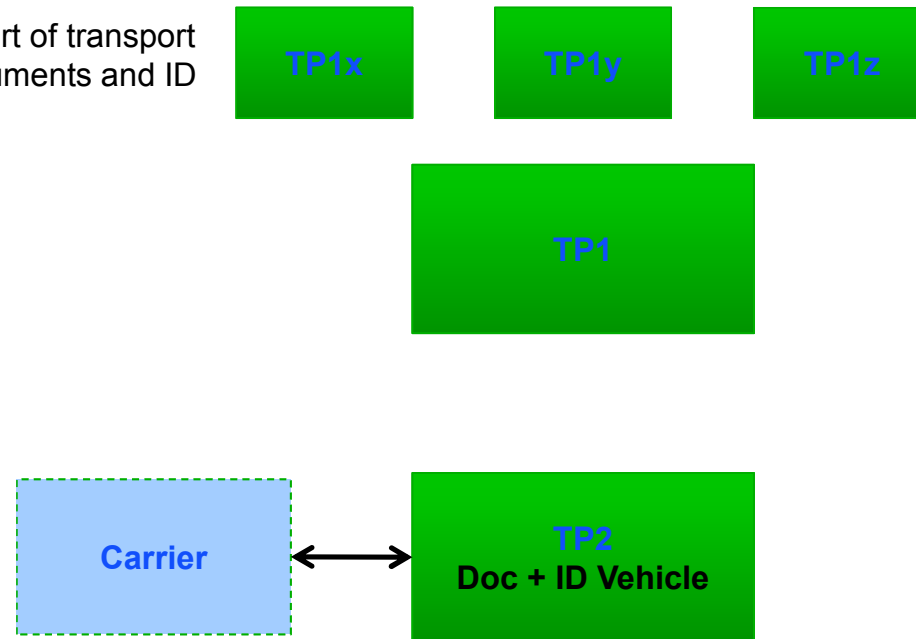 rt of transport
uments and ID
TP1x
TP1y
TP1z
TP1
Carrier
TP2
Doc + ID Vehicle